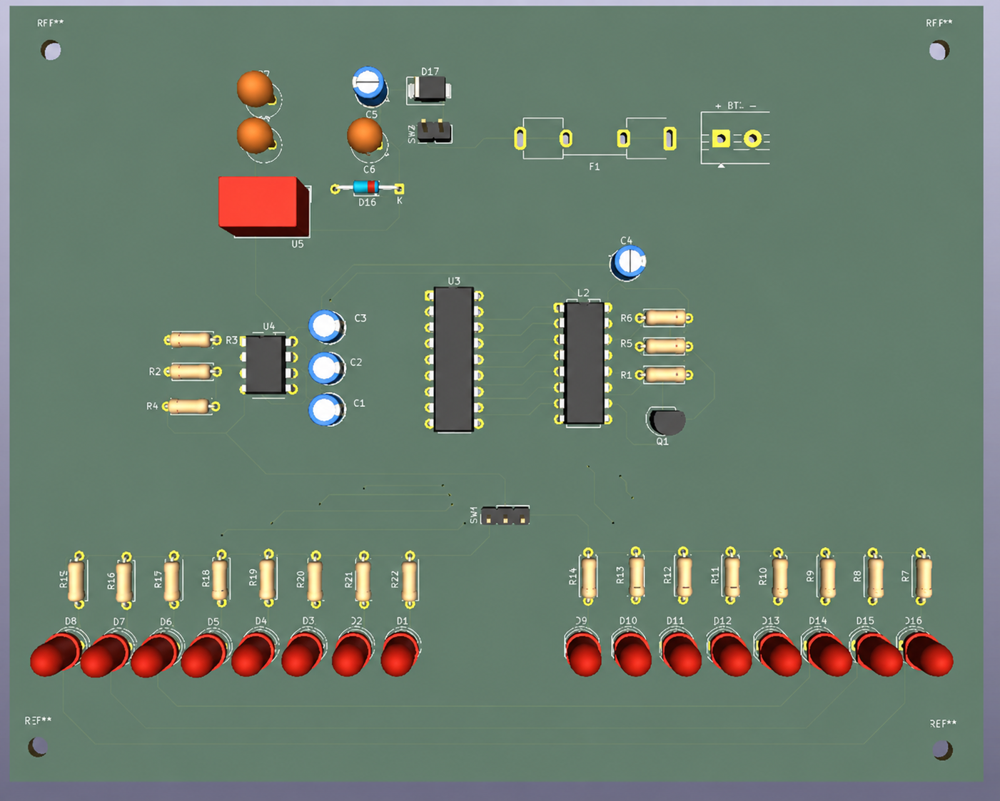 REF** REF**
D17
C5
SW2
+ BT: -
C6
F1
D16 K
U5
C4
U3
L2
C3
R6
U4
R3
R5
C2
R2
R1
C1
R4
Q1
SW1
R15 R16 R17 R18 R19 R20 R21 R22 R14 R13 R12 R11 R10 R9 R8 R7
D8 D7 D6 D5 D4 D3 D2 D1 D9 D10 D11 D12 D13 D14 D15 D16
REF** REF**